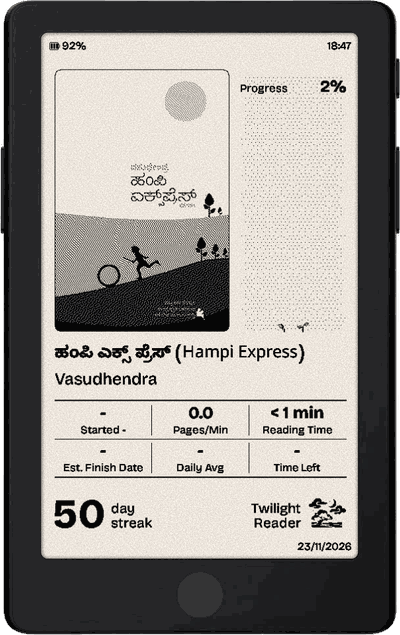 92%
18:47
ವಸುಧೇಂದ್ರ
ಹಂಪಿ
ಎಕ್ಸ್‌ಪ್ರೆಸ್
Progress 2%
ಹಂಪಿ ಎಕ್ಸ್ ಪ್ರೆಸ್ (Hampi Express)
Vasudhendra
-
Started -
0.0
Pages/Min
< 1 min
Reading Time
-
Est. Finish Date
-
Daily Avg
-
Time Left
50 day
streak
Twilight
Reader
23/11/2026